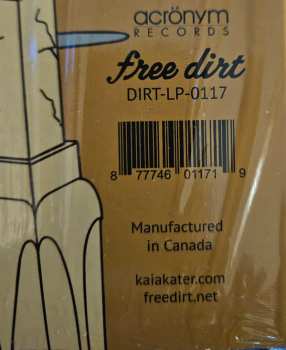 acrönym
RECORDS
free dirt
DIRT-LP-0117
8 77746 01171 9
Manufactured
in Canada
kaiakater.com
freedirt.net